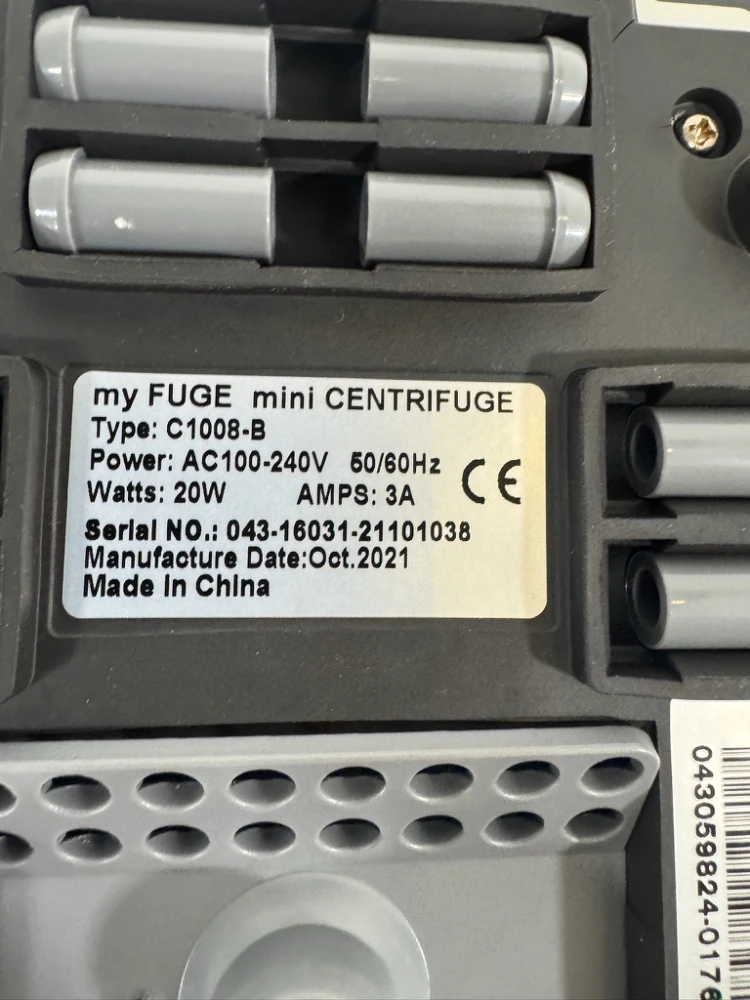 my FUGE mini CENTRIFUGE
Type: C1008-B
Power: AC100-240V 50/60Hz
Watts: 20W AMPS: 3A CE
Serial NO.: 043-16031-21101038
Manufacture Date:Oct.2021
Made in China
043059824-0176